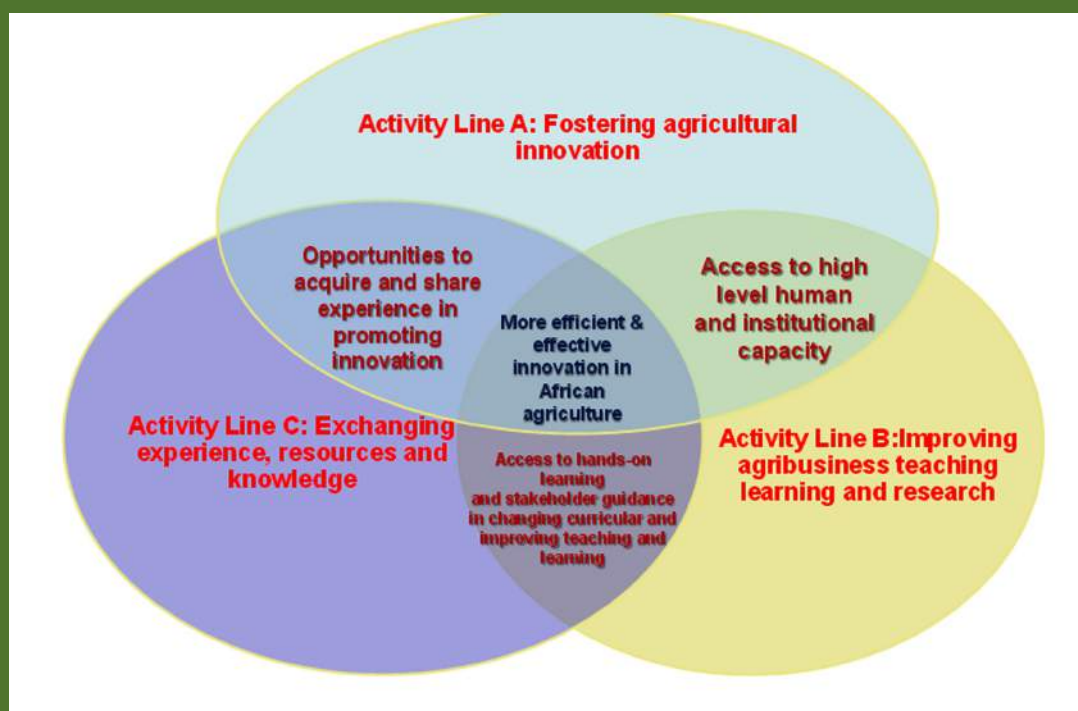 Activity Line A: Fostering agricultural
innovation
Opportunities to
acquire and share
experience in
promoting
innovation
More efficient &
effective
innovation in
African
agriculture
Access to high
level human
and institutional
capacity
Activity Line C: Exchanging
experience, resources and
knowledge
Access to hands-on
learning
and stakeholder guidance
in changing curricular and
improving teaching and
learning
Activity Line B:Improving
agribusiness teaching
learning and research